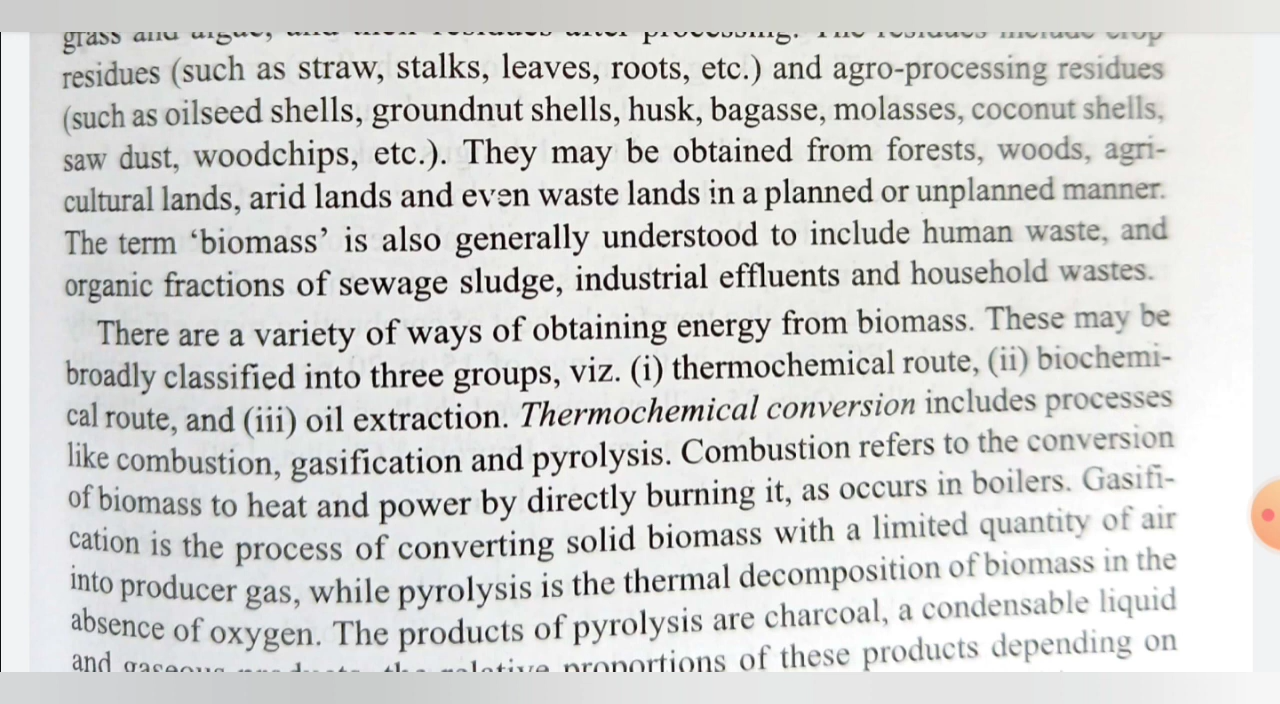 grass and
residues (such as straw, stalks, leaves, roots, etc.) and agro-processing residues
(such as oilseed shells, groundnut shells, husk, bagasse, molasses, coconut shells,
saw dust, woodchips, etc.). They may be obtained from forests, woods, agri-
cultural lands, arid lands and even waste lands in a planned or unplanned manner.
The term ‘biomass’ is also generally understood to include human waste, and
organic fractions of sewage sludge, industrial effluents and household wastes.
There are a variety of ways of obtaining energy from biomass. These may be
broadly classified into three groups, viz. (i) thermochemical route, (ii) biochemi-
cal route, and (iii) oil extraction. Thermochemical conversion includes processes
like combustion, gasification and pyrolysis. Combustion refers to the conversion
of biomass to heat and power by directly burning it, as occurs in boilers. Gasifi-
cation is the process of converting solid biomass with a limited quantity of air
into producer gas, while pyrolysis is the thermal decomposition of biomass in the
absence of oxygen. The products of pyrolysis are charcoal, a condensable liquid
and proportions of these products depending on